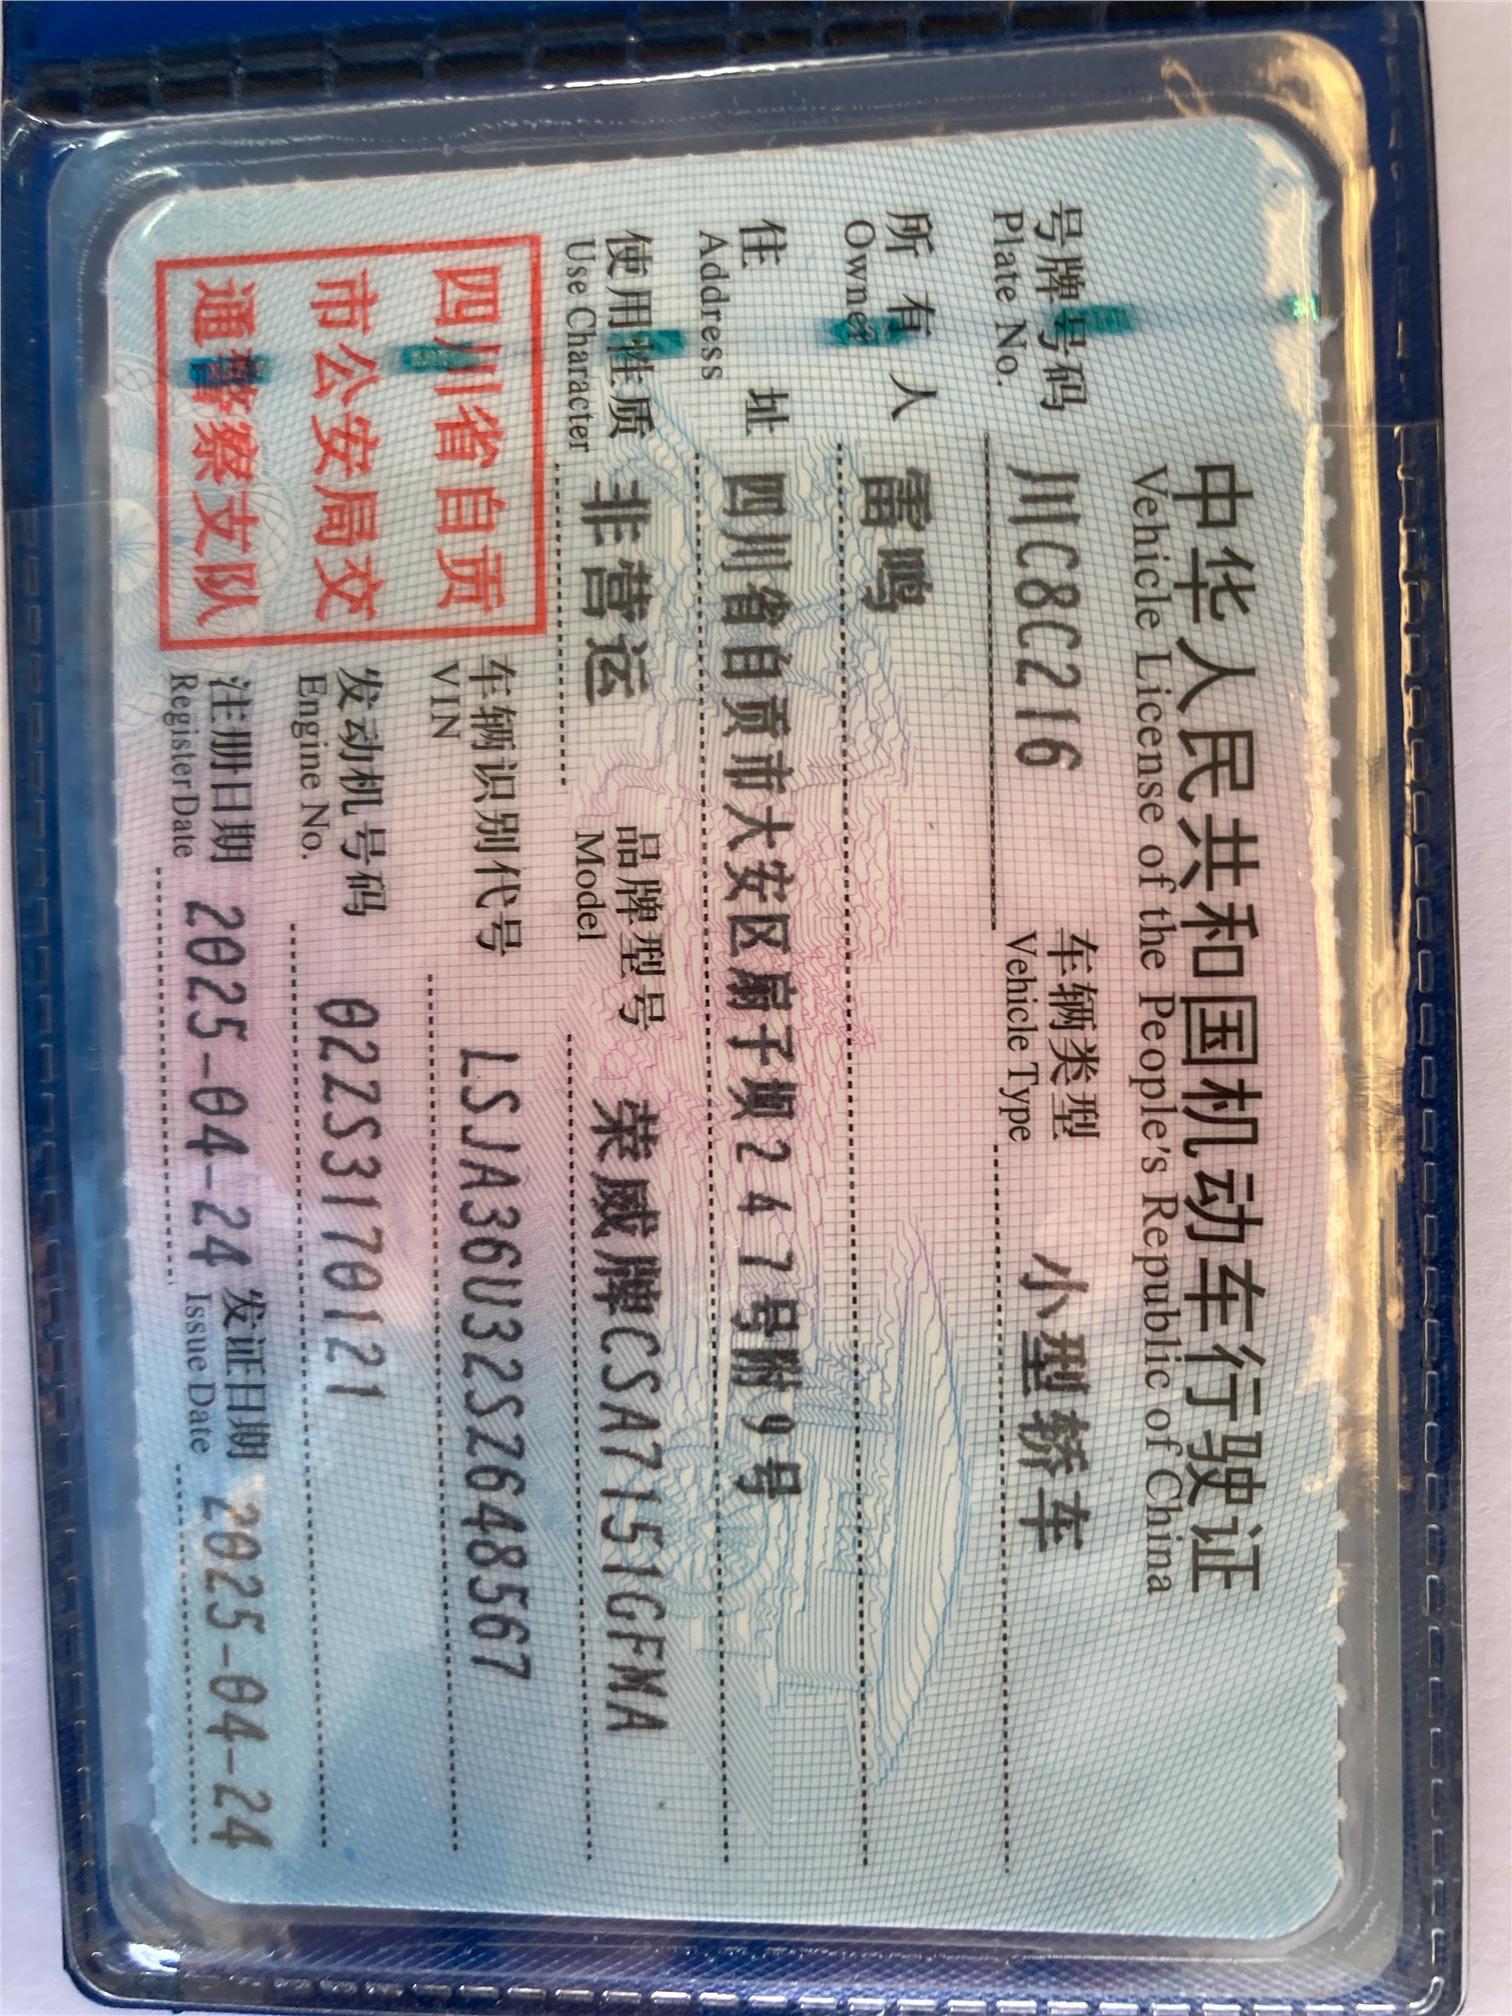 中华人民共和国机动车行驶证
Vehicle License of the People's Republic of China
号牌号码 川C8C216 车辆类型 小型轿车
Plate No. Vehicle Type
所有人 雷鸣
Owner
住址 四川省自贡市大安区扇子坝247号附9号
Address
使用性质 非营运 品牌型号 荣威牌CSA7151GFMA
Use Character Model
四川省自贡
市公安局交
通警察支队
车辆识别代号 LSJA36U32S2648567
VIN
发动机号码 02ZS3170121
Engine No.
注册日期 2025-04-24 发证日期 2025-04-24
Register Date Issue Date